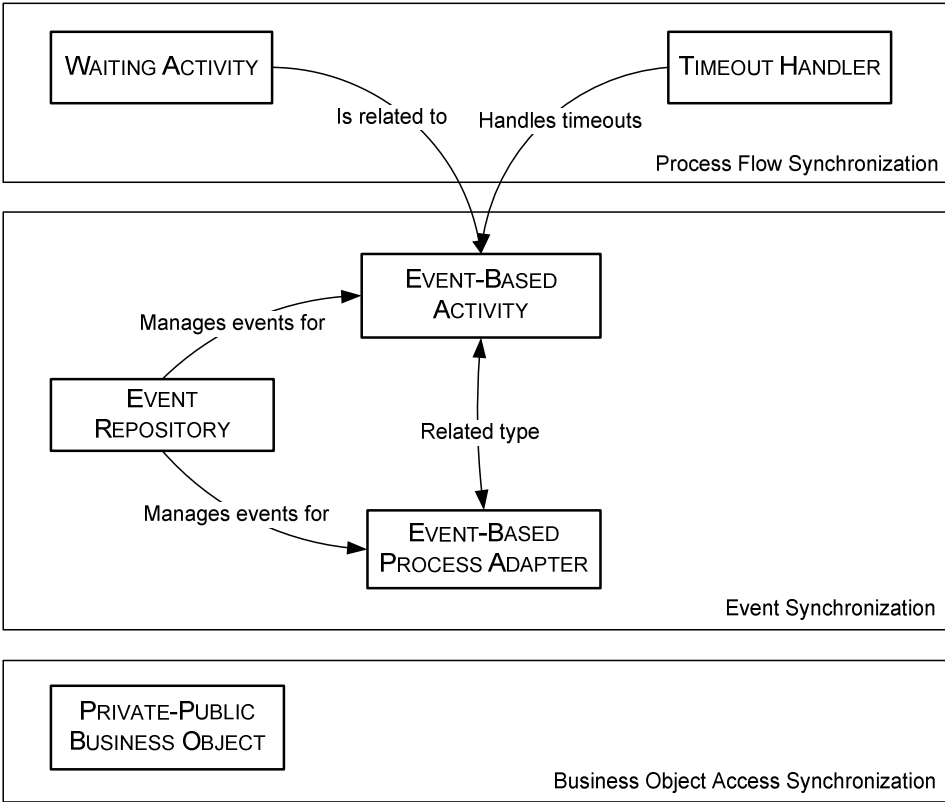 WAITING ACTIVITY
TIMEOUT HANDLER
Is related to
Handles timeouts
Process Flow Synchronization
EVENT-BASED
ACTIVITY
Manages events for
EVENT
REPOSITORY
Related type
Manages events for
EVENT-BASED
PROCESS ADAPTER
Event Synchronization
PRIVATE-PUBLIC
BUSINESS OBJECT
Business Object Access Synchronization